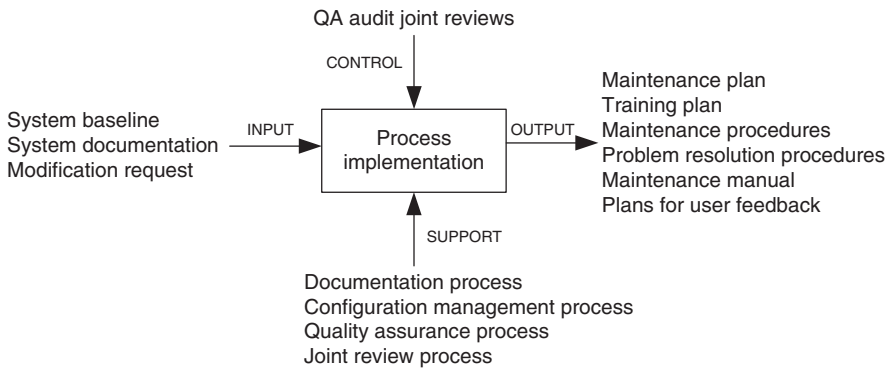 QA audit joint reviews
CONTROL
System baseline
System documentation
Modification request
INPUT
Process
implementation
OUTPUT
Maintenance plan
Training plan
Maintenance procedures
Problem resolution procedures
Maintenance manual
Plans for user feedback
SUPPORT
Documentation process
Configuration management process
Quality assurance process
Joint review process